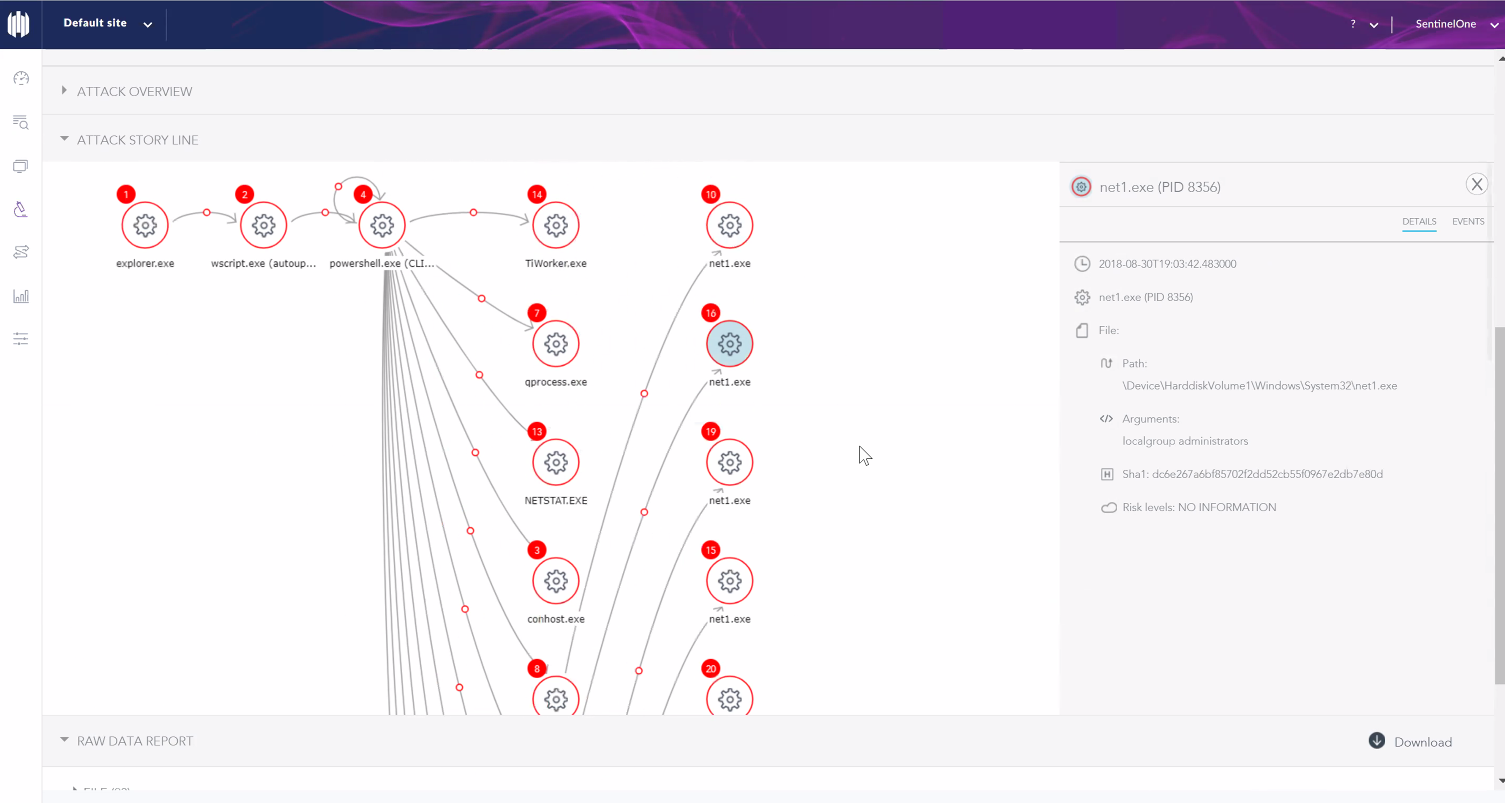 Default site
?
SentinelOne
ATTACK OVERVIEW
ATTACK STORY LINE
1
2
4
14
10
explorer.exe
wscript.exe (autoup...
powershell.exe (CLI...
TiWorker.exe
net1.exe
7
16
qprocess.exe
net1.exe
13
19
NETSTAT.EXE
net1.exe
3
15
conhost.exe
net1.exe
8
20
net1.exe (PID 8356)
X
DETAILS
EVENTS
2018-08-30T19:03:42.483000
net1.exe (PID 8356)
File:
Path:
\Device\HarddiskVolume1\Windows\System32\net1.exe
</> Arguments:
localgroup administrators
H Sha1: dc6e267a6bf85702f2dd52cb55f0967e2db7e80d
Risk levels: NO INFORMATION
RAW DATA REPORT
Download